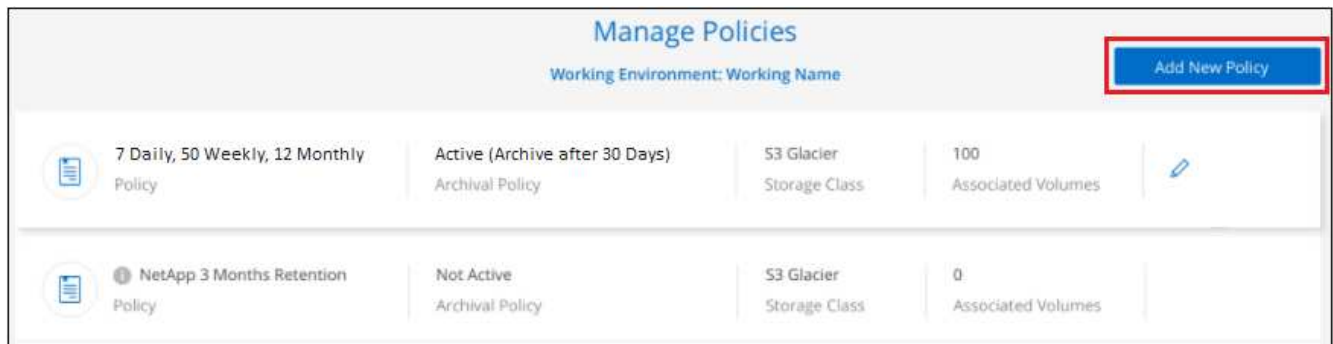 Manage Policies
Working Environment: Working Name
Add New Policy
7 Daily, 50 Weekly, 12 Monthly
Policy
Active (Archive after 30 Days)
Archival Policy
S3 Glacier
Storage Class
100
Associated Volumes
NetApp 3 Months Retention
Policy
Not Active
Archival Policy
S3 Glacier
Storage Class
0
Associated Volumes